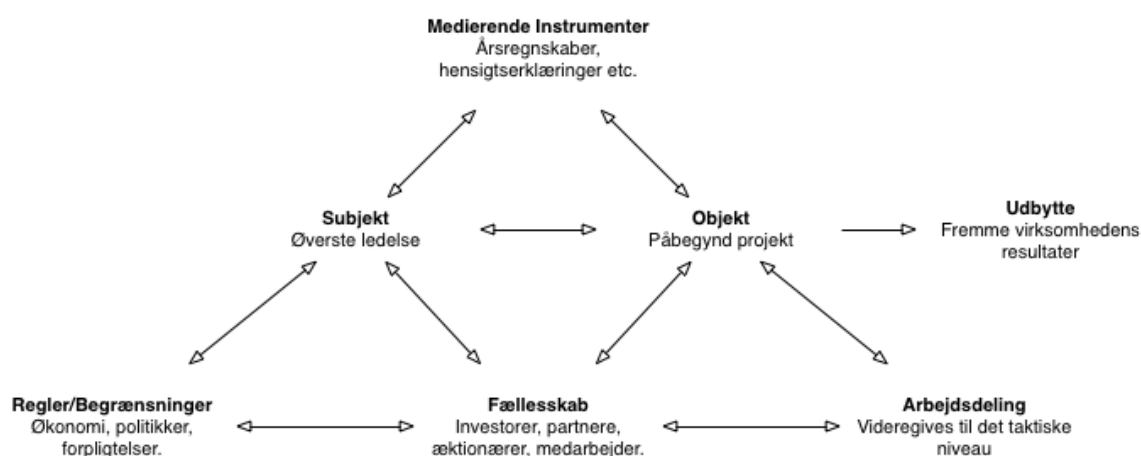 Medierende Instrumenter
Årsregnskaber,
hensigtserklæringer etc.
Subjekt
Øverste ledelse
Objekt
Påbegynd projekt
Udbytte
Fremme virksomhedens
resultater
Regler/Begrænsninger
Økonomi, politikker,
forpligtelser.
Fællesskab
Investorer, partnere,
æktionærer, medarbejder.
Arbejdsdeling
Videregives til det taktiske
niveau